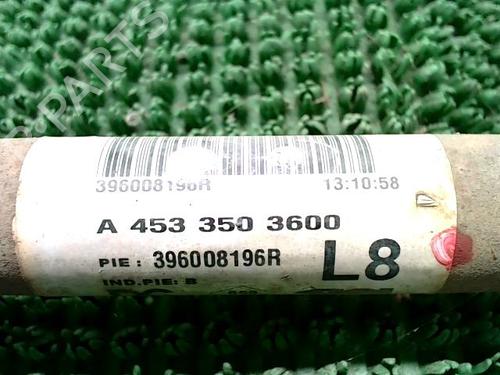 396008196R 13:10:58
A 453 350 3600
PIE : 396008196R L8
IND.PIE: B